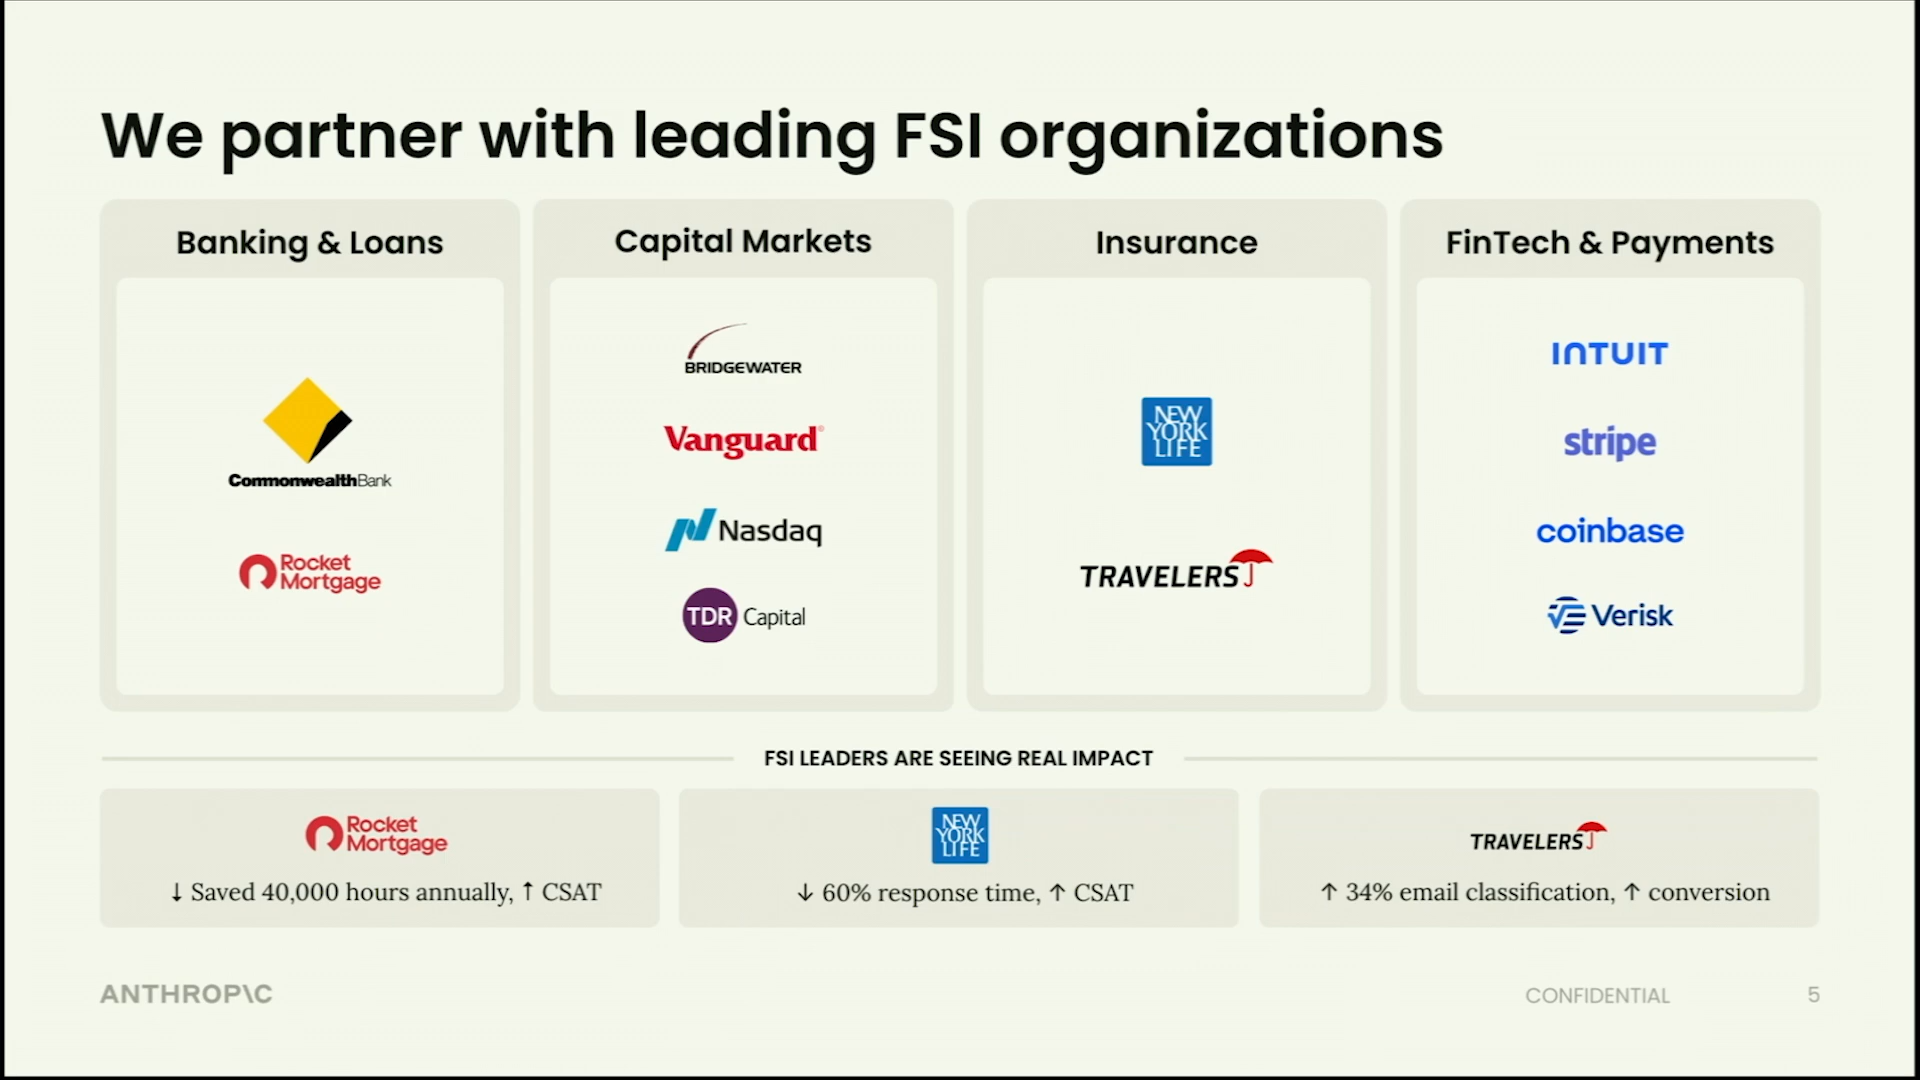 We partner with leading FSI organizations
Banking & Loans
CommonwealthBank
Rocket
Mortgage
Capital Markets
BRIDGEWATER
Vanguard®
Nasdaq
TDR Capital
Insurance
NEW
YORK
LIFE
TRAVELERS
FinTech & Payments
INTUIT
stripe
coinbase
Verisk
FSI LEADERS ARE SEEING REAL IMPACT
Rocket
Mortgage
↓ Saved 40,000 hours annually, ↑ CSAT
NEW
YORK
LIFE
↓ 60% response time, ↑ CSAT
TRAVELERS
↑ 34% email classification, ↑ conversion
ANTHROP\C
CONFIDENTIAL
5